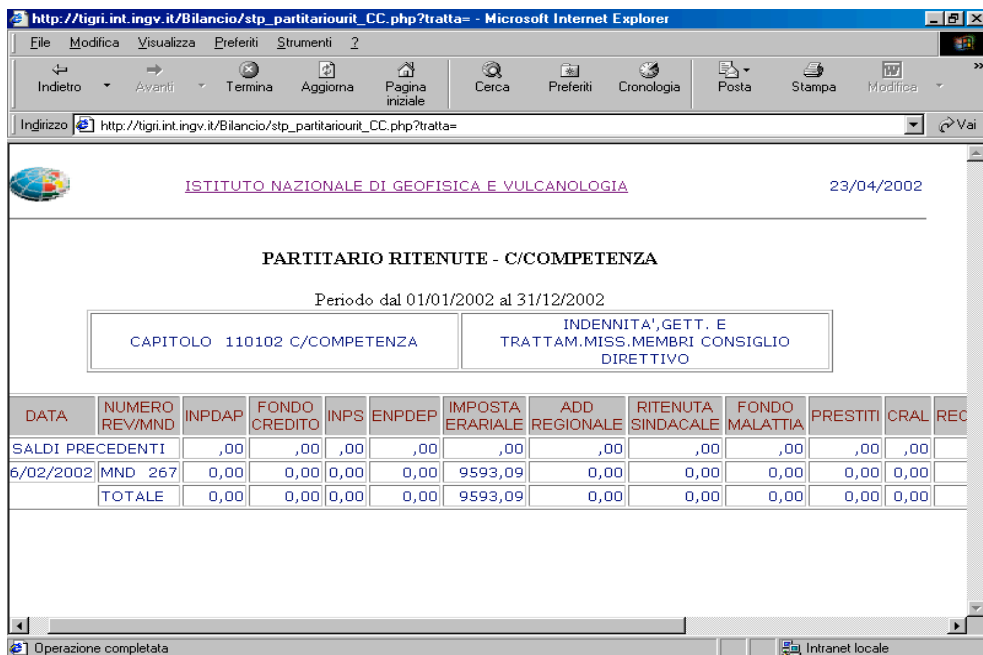 http://tigri.int.ingv.it/Bilancio/stp_partitariourit_CC.php?tratta= - Microsoft Internet Explorer
File Modifica Visualizza Preferiti Strumenti ?
Indietro Avanti Termina Aggiorna Pagina iniziale Cerca Preferiti Cronologia Posta Stampa Modifica »
Indirizzo http://tigri.int.ingv.it/Bilancio/stp_partitariourit_CC.php?tratta= Vai
ISTITUTO NAZIONALE DI GEOFISICA E VULCANOLOGIA 23/04/2002
PARTITARIO RITENUTE - C/COMPETENZA
Periodo dal 01/01/2002 al 31/12/2002
CAPITOLO 110102 C/COMPETENZA
INDENNITA',GETT. E
TRATTAM.MISS.MEMBRI CONSIGLIO
DIRETTIVO
DATA NUMERO REV/MND INPDAP FONDO CREDITO INPS ENPDEP IMPOSTA ERARIALE ADD REGIONALE RITENUTA SINDACALE FONDO MALATTIA PRESTITI CRAL REC
SALDI PRECEDENTI ,00 ,00 ,00 ,00 ,00 ,00 ,00 ,00 ,00 ,00
6/02/2002 MND 267 0,00 0,00 0,00 0,00 9593,09 0,00 0,00 0,00 0,00 0,00
TOTALE 0,00 0,00 0,00 0,00 9593,09 0,00 0,00 0,00 0,00 0,00
Operazione completata Intranet locale